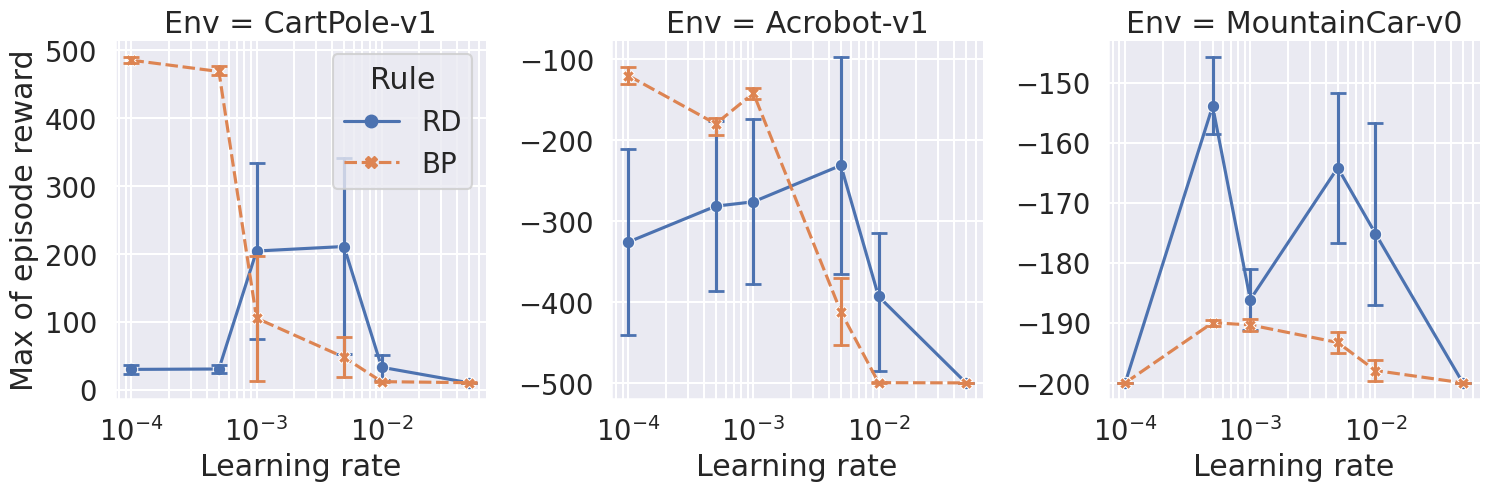 Env = CartPole-v1
Max of episode reward
500
400
300
200
100
0
Rule
RD
BP
10⁻⁴
10⁻³
10⁻²
Learning rate
Env = Acrobot-v1
−100
−200
−300
−400
−500
10⁻⁴
10⁻³
10⁻²
Learning rate
Env = MountainCar-v0
−150
−160
−170
−180
−190
−200
10⁻⁴
10⁻³
10⁻²
Learning rate